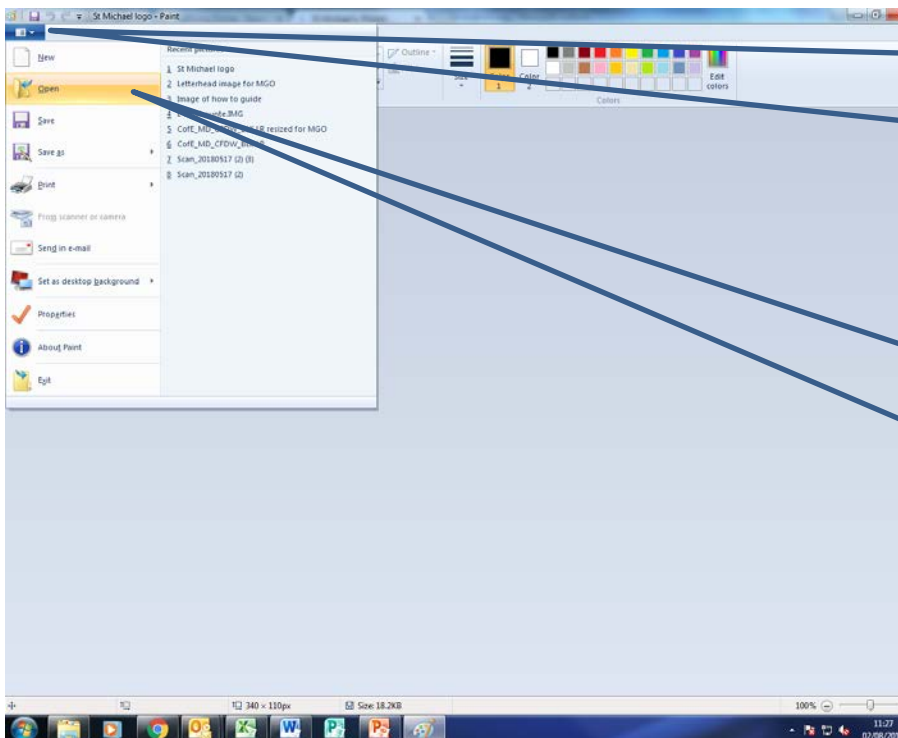 St Michael logo - Paint
New
Open
Save
Save as
Print
From scanner or camera
Send in e-mail
Set as desktop background
Properties
About Paint
Exit
Recent
1 St Michael logo
2 Letterhead image for MGO
3 Image of how to guide
4
5 CofE_MD_ resized for MGO
6 CofE_MD_CFDW_
7 Scan_20180517 (2) (3)
8 Scan_20180517 (2)
Outline
Color
1
2
Edit
colors
Colors
340 × 110px
Size: 18.2KB
100%
11:27